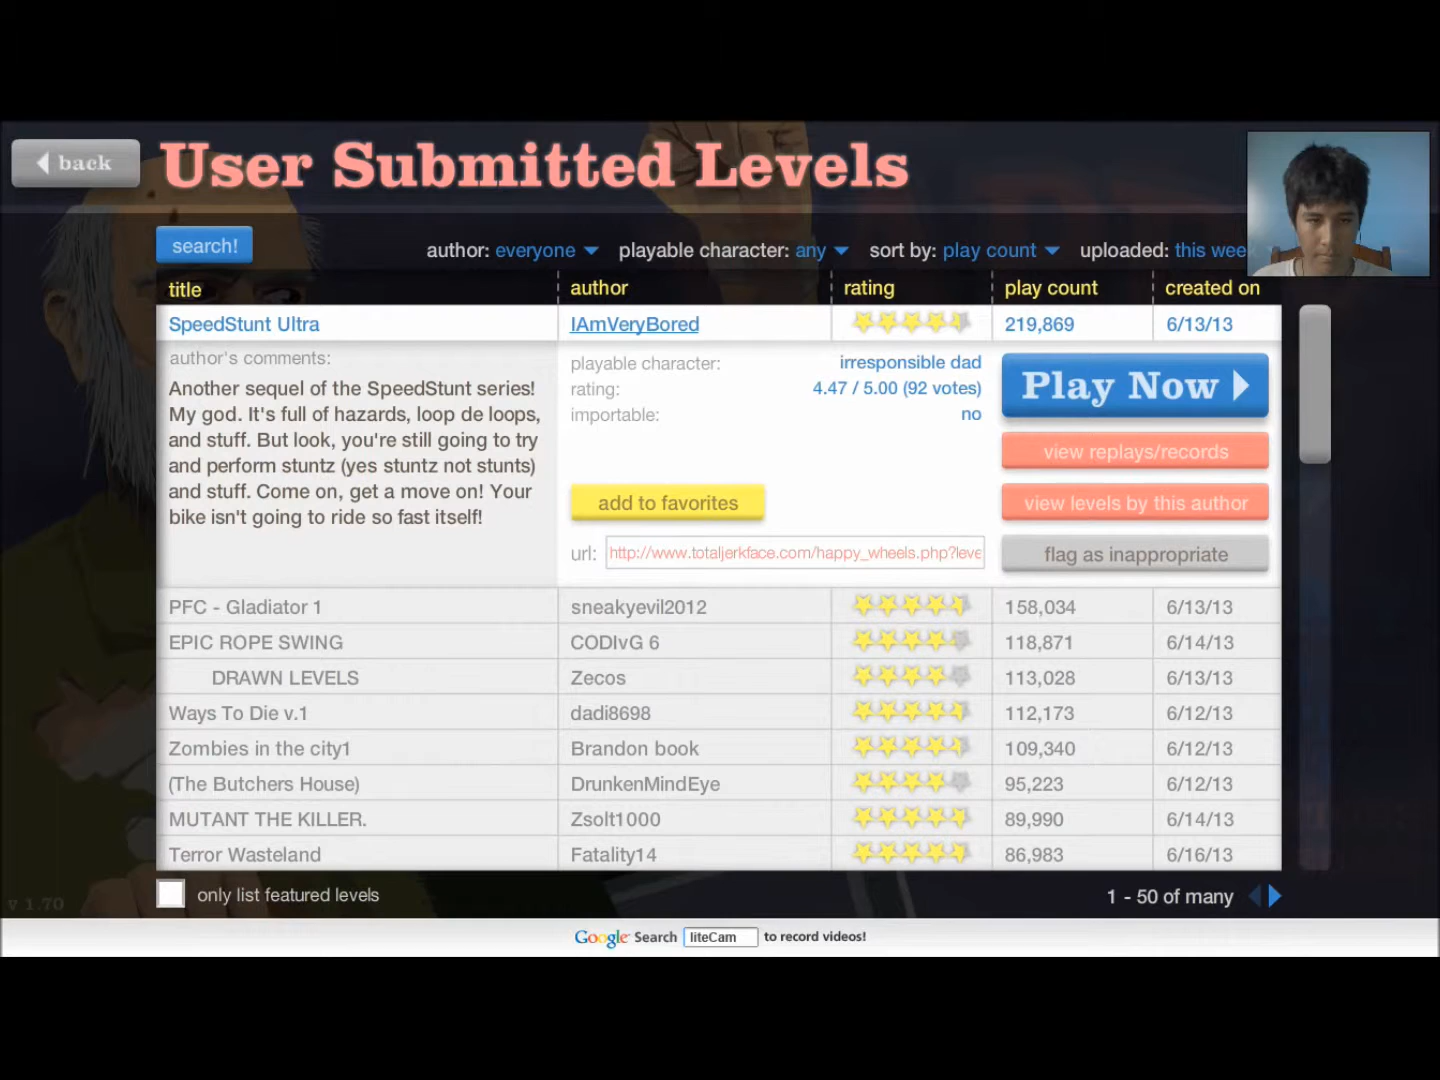 back
User Submitted Levels
search!
author: everyone
playable character: any
sort by: play count
uploaded: this week
title
author
rating
play count
created on
SpeedStunt Ultra
IAmVeryBored
219,869
6/13/13
author's comments:
Another sequel of the SpeedStunt series!
My god. It's full of hazards, loop de loops,
and stuff. But look, you're still going to try
and perform stuntz (yes stuntz not stunts)
and stuff. Come on, get a move on! Your
bike isn't going to ride so fast itself!
playable character: irresponsible dad
rating: 4.47 / 5.00 (92 votes)
importable: no
add to favorites
url: http://www.totaljerkface.com/happy_wheels.php?leve
Play Now
view replays/records
view levels by this author
flag as inappropriate
PFC - Gladiator 1 sneakyevil2012 158,034 6/13/13
EPIC ROPE SWING CODIvG 6 118,871 6/14/13
DRAWN LEVELS Zecos 113,028 6/13/13
Ways To Die v.1 dadi8698 112,173 6/12/13
Zombies in the city1 Brandon book 109,340 6/12/13
(The Butchers House) DrunkenMindEye 95,223 6/12/13
MUTANT THE KILLER. Zsolt1000 89,990 6/14/13
Terror Wasteland Fatality14 86,983 6/16/13
only list featured levels
1 - 50 of many
v 1.70
Google Search liteCam to record videos!